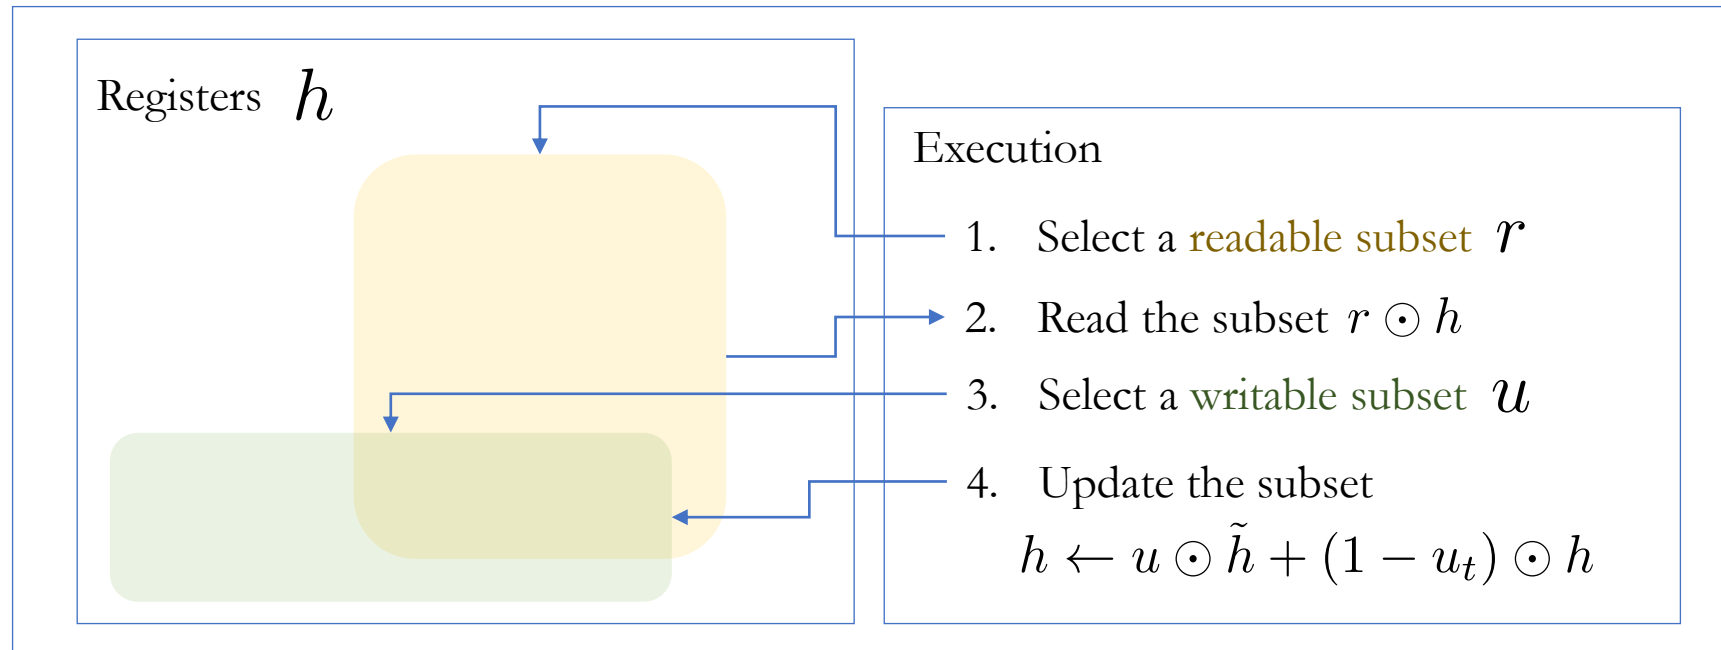 Registers h
Execution
1. Select a readable subset r
2. Read the subset r ⊙ h
3. Select a writable subset u
4. Update the subset
h ← u ⊙ h̃ + (1 − uₜ) ⊙ h